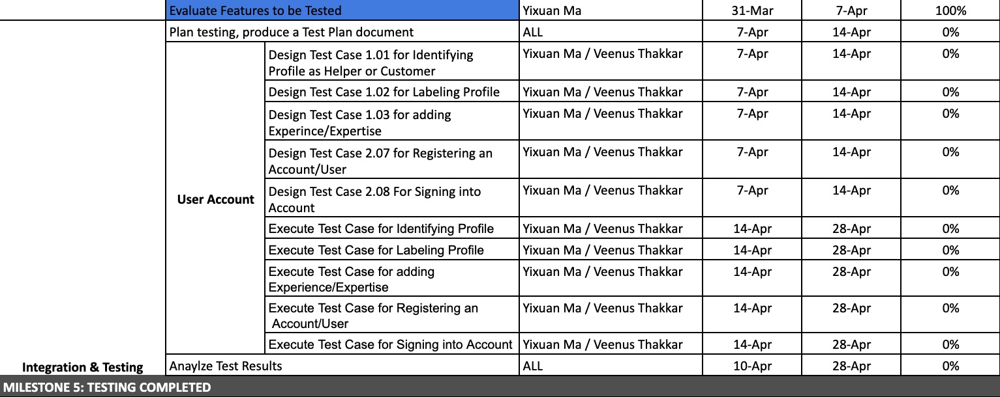 Evaluate Features to be Tested Yixuan Ma 31-Mar 7-Apr 100%
Plan testing, produce a Test Plan document ALL 7-Apr 14-Apr 0%
Design Test Case 1.01 for Identifying Yixuan Ma / Veenus Thakkar 7-Apr 14-Apr 0%
Profile as Helper or Customer
Design Test Case 1.02 for Labeling Profile Yixuan Ma / Veenus Thakkar 7-Apr 14-Apr 0%
Design Test Case 1.03 for adding Yixuan Ma / Veenus Thakkar 7-Apr 14-Apr 0%
Experince/Expertise
Design Test Case 2.07 for Registering an Yixuan Ma / Veenus Thakkar 7-Apr 14-Apr 0%
Account/User
User Account
Design Test Case 2.08 For Signing into Yixuan Ma / Veenus Thakkar 7-Apr 14-Apr 0%
Account
Execute Test Case for Identifying Profile Yixuan Ma / Veenus Thakkar 14-Apr 28-Apr 0%
Execute Test Case for Labeling Profile Yixuan Ma / Veenus Thakkar 14-Apr 28-Apr 0%
Execute Test Case for adding Yixuan Ma / Veenus Thakkar 14-Apr 28-Apr 0%
Experience/Expertise
Execute Test Case for Registering an Yixuan Ma / Veenus Thakkar 14-Apr 28-Apr 0%
Account/User
Execute Test Case for Signing into Account Yixuan Ma / Veenus Thakkar 14-Apr 28-Apr 0%
Integration & Testing Anaylze Test Results ALL 10-Apr 28-Apr 0%
MILESTONE 5: TESTING COMPLETED